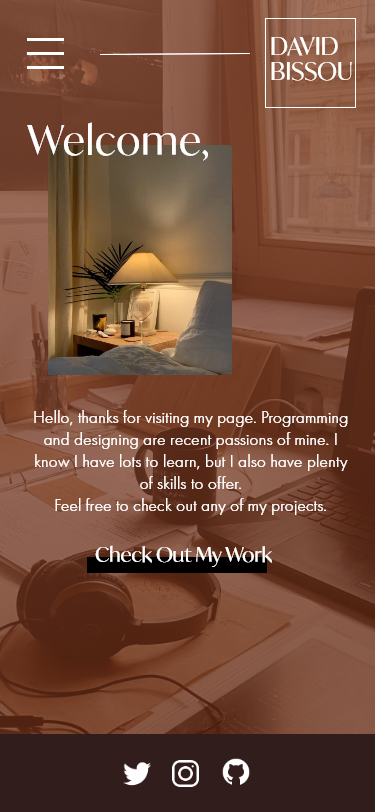 DAVID
BISSOU
Welcome,
Hello, thanks for visiting my page. Programming
and designing are recent passions of mine. I
know I have lots to learn, but I also have plenty
of skills to offer.
Feel free to check out any of my projects.
Check Out My Work